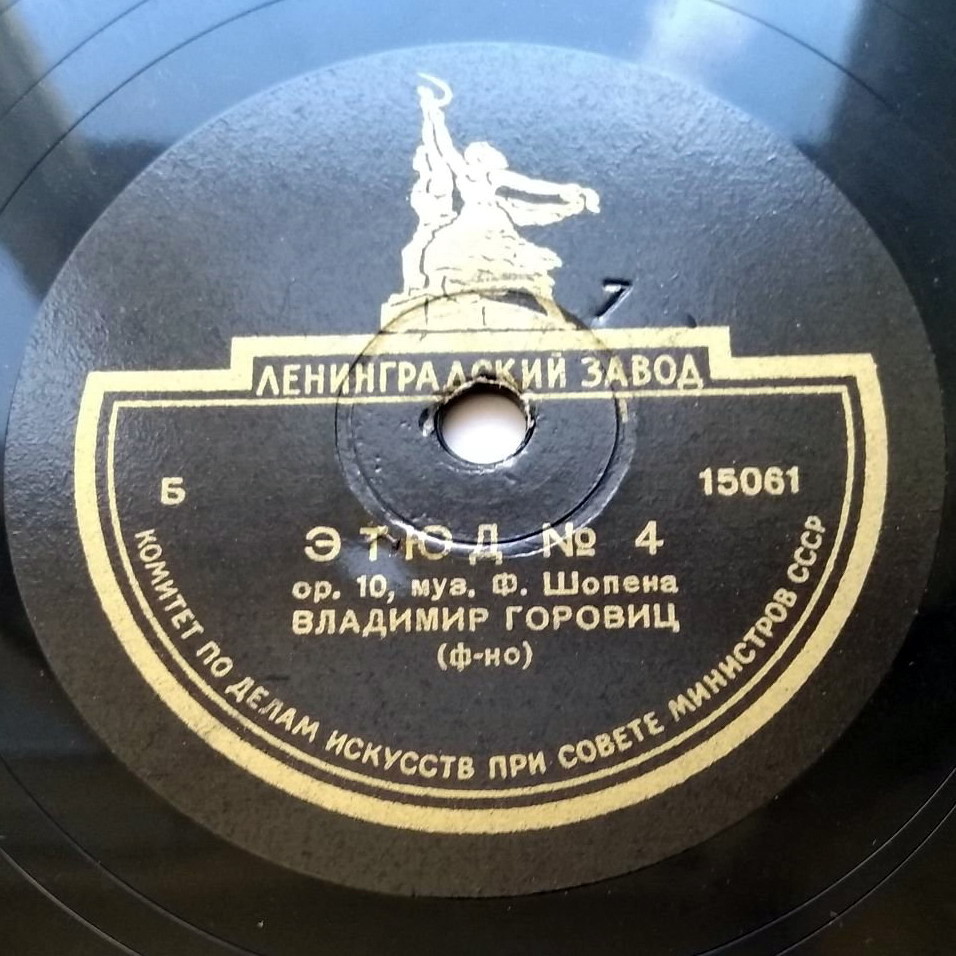 7
ЛЕНИНГРАДСКИЙ ЗАВОД
Б 15061
ЭТЮД № 4
ор. 10, муз. Ф. Шопена
ВЛАДИМИР ГОРОВИЦ
(ф-но)
КОМИТЕТ ПО ДЕЛАМ ИСКУССТВ ПРИ СОВЕТЕ МИНИСТРОВ СССР